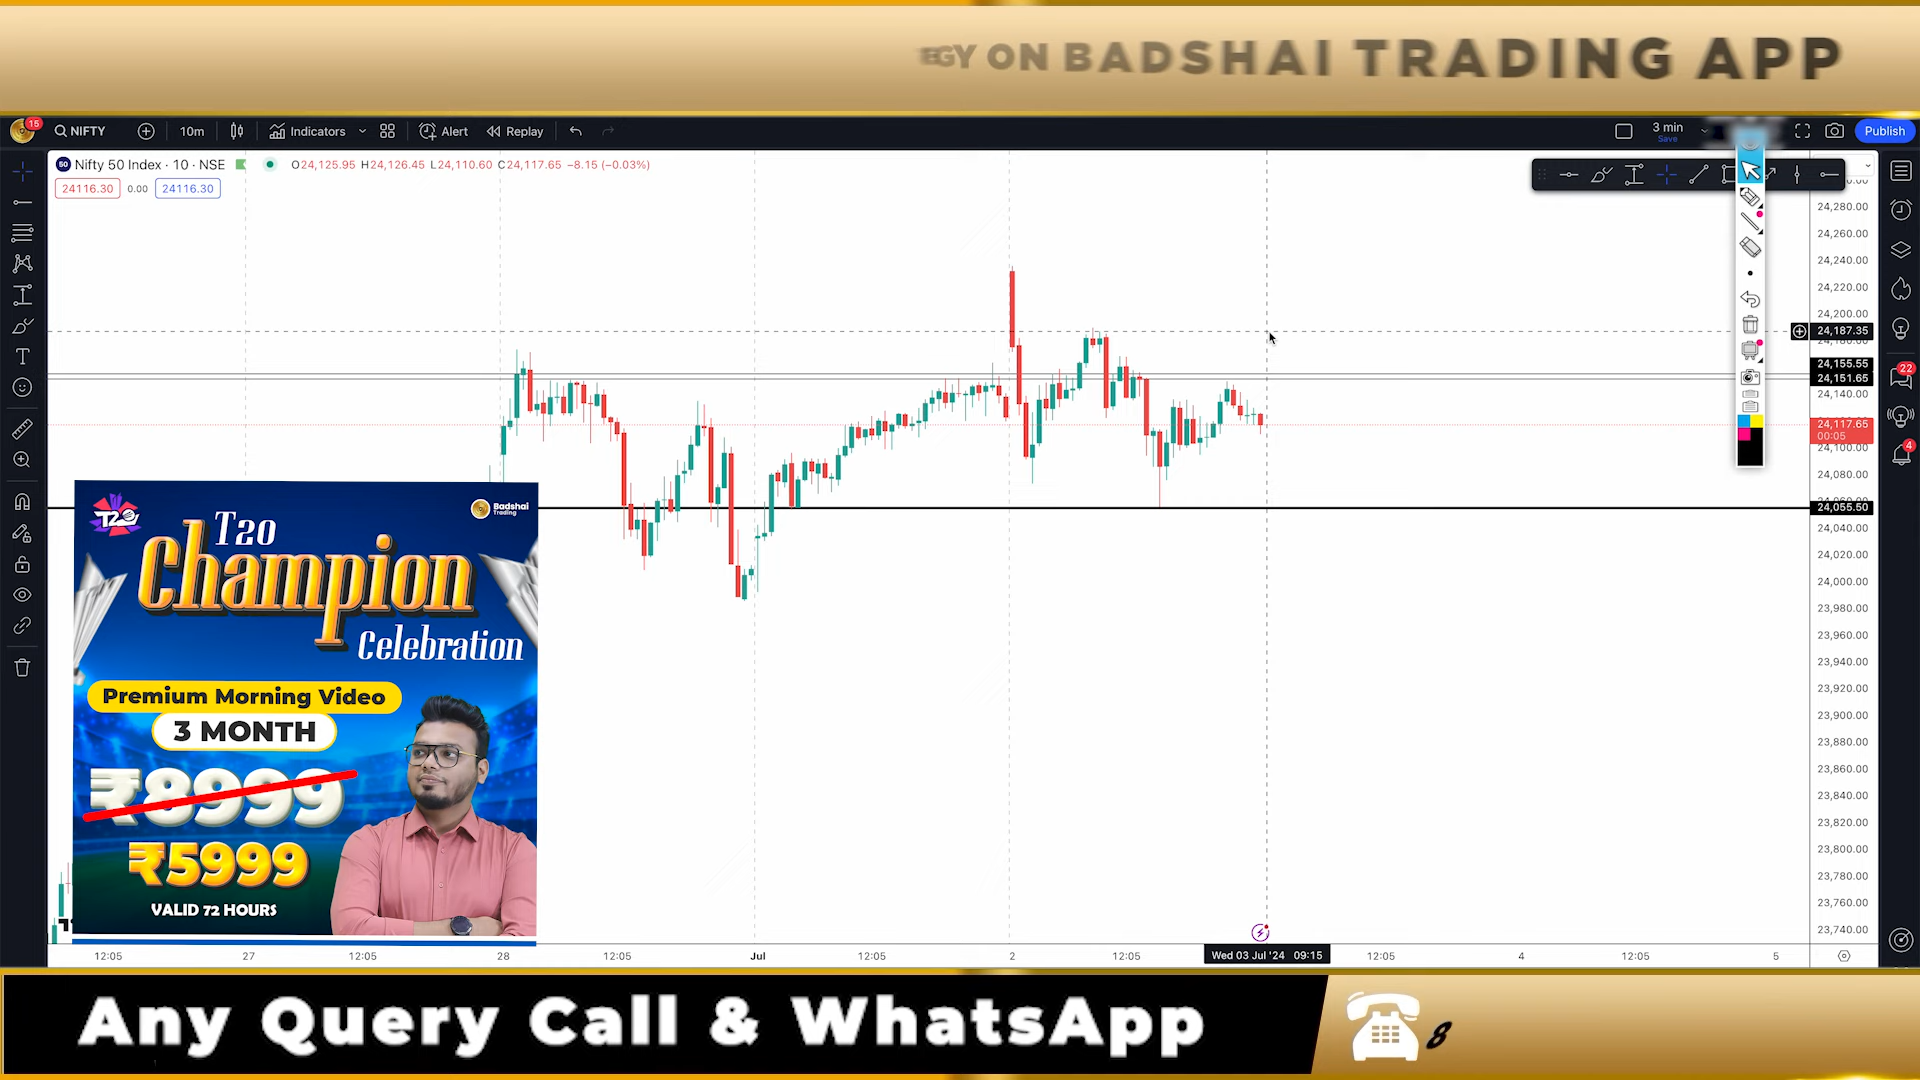 ON BADSHAI TRADING APP
15
NIFTY
10m
Indicators
Alert
Replay
3 min
Save
Publish
50 Nifty 50 Index · 10 · NSE
O24,125.95 H24,126.45 L24,110.60 C24,117.65 −8.15 (−0.03%)
24116.30
0.00
24116.30
24,280.00
24,260.00
24,240.00
24,220.00
24,200.00
24,187.35
24,155.55
24,151.65
24,140.00
24,117.65
00:05
24,100.00
24,080.00
24,055.50
24,040.00
24,020.00
24,000.00
23,980.00
23,960.00
23,940.00
23,920.00
23,900.00
23,880.00
23,860.00
23,840.00
23,820.00
23,800.00
23,780.00
23,760.00
23,740.00
22
4
T20
Badshai
Trading
T20
Champion
Celebration
Premium Morning Video
3 MONTH
₹8999
₹5999
VALID 72 HOURS
12:05
27
12:05
28
12:05
Jul
12:05
2
12:05
Wed 03 Jul '24 09:15
12:05
4
12:05
5
Any Query Call & WhatsApp
8